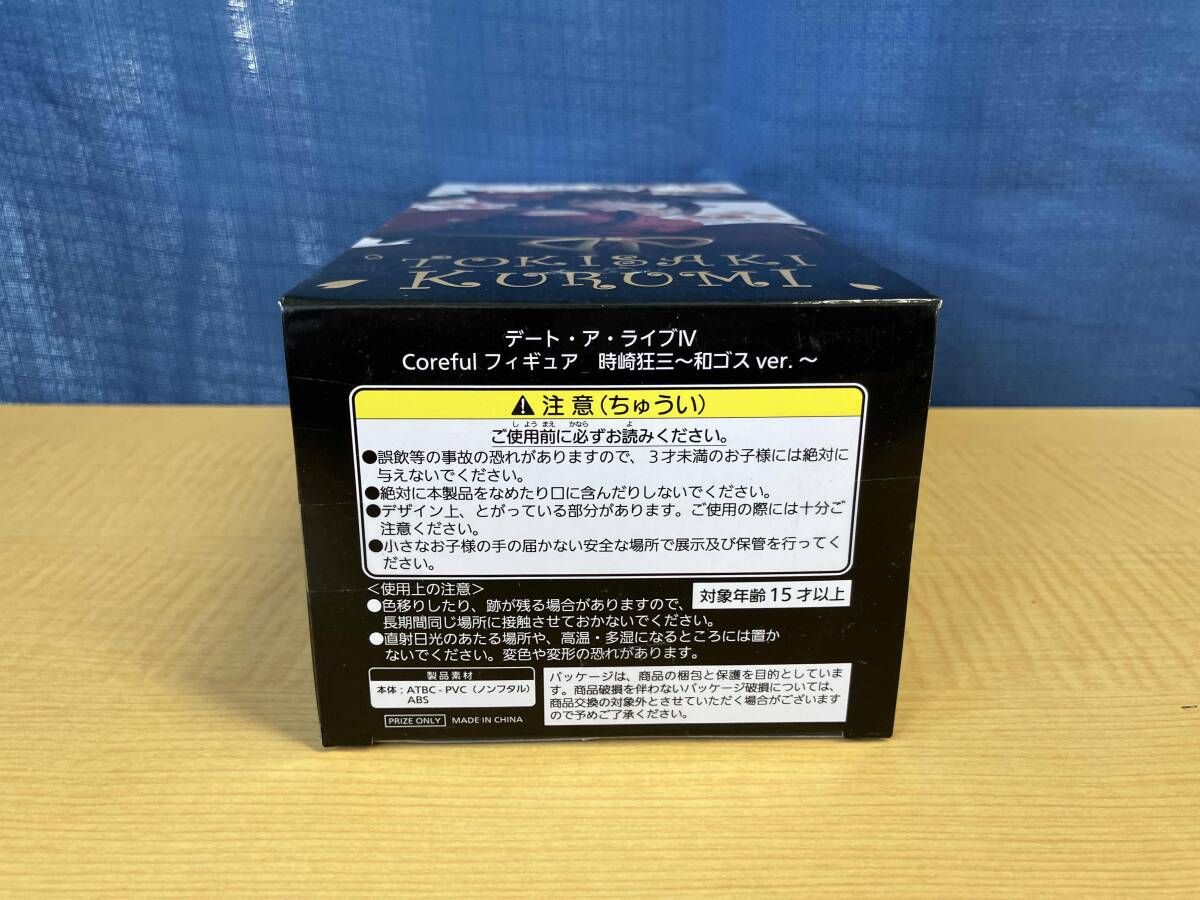 TOKISAKI
KURUMI
デート・ア・ライブⅣ
Coreful フィギュア　時崎狂三～和ゴス ver.～
⚠ 注意（ちゅうい）
しようまえ　かなら　よ
ご使用前に必ずお読みください。
●誤飲等の事故の恐れがありますので、３才未満のお子様には絶対に
与えないでください。
●絶対に本製品をなめたり口に含んだりしないでください。
●デザイン上、とがっている部分があります。ご使用の際には十分ご
注意ください。
●小さなお子様の手の届かない安全な場所で展示及び保管を行ってく
ださい。
＜使用上の注意＞
対象年齢 15 才以上
●色移りしたり、跡が残る場合がありますので、
長期間同じ場所に接触させておかないでください。
●直射日光のあたる場所や、高温・多湿になるところには置か
ないでください。変色や変形の恐れがあります。
製品素材
本体：ATBC - PVC（ノンフタル）
ABS
PRIZE ONLY MADE IN CHINA
パッケージは、商品の梱包と保護を目的としていま
す。商品破損を伴わないパッケージ破損については、
商品交換の対象外とさせていただく場合がございます
ので予めご了承ください。